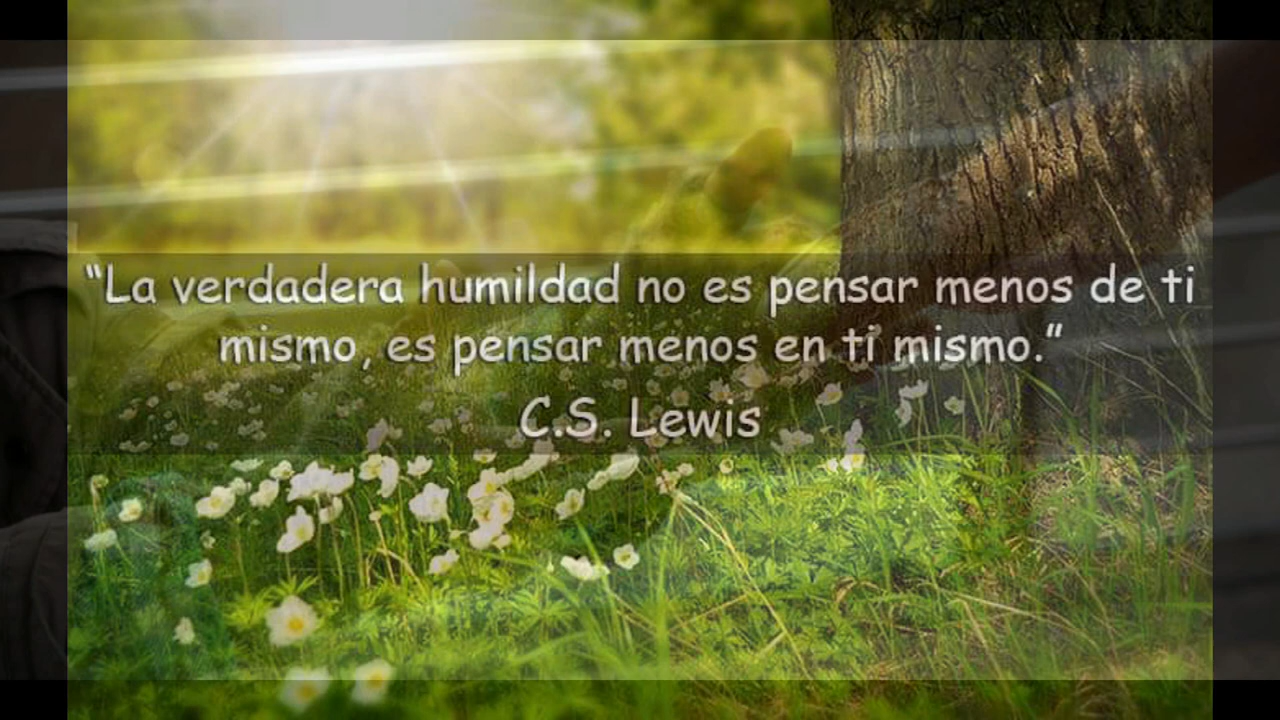 “La verdadera humildad no es pensar menos de ti
mismo, es pensar menos en ti mismo.”
C.S. Lewis